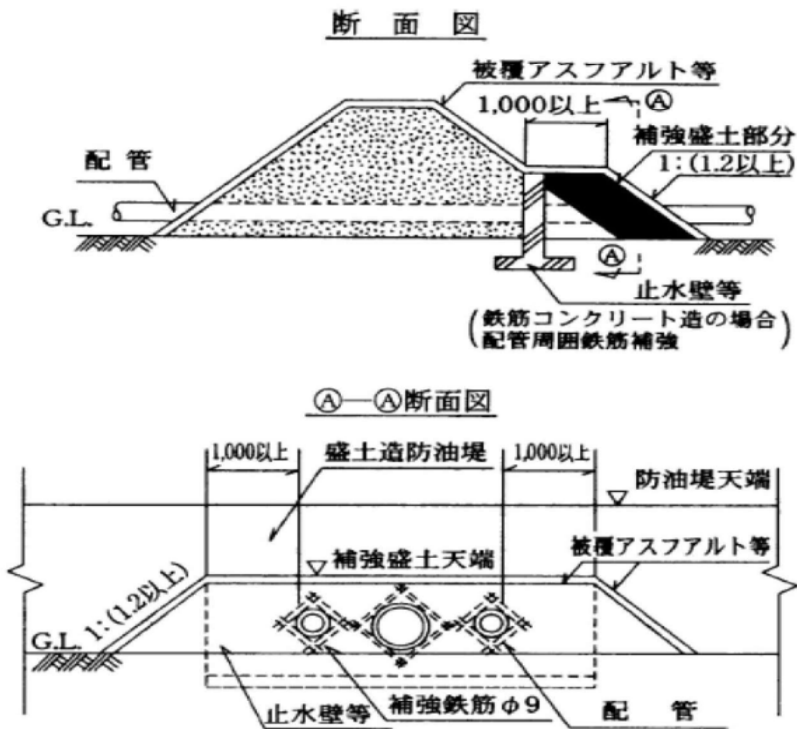 断面図
被覆アスファルト等
1,000以上
Ⓐ
補強盛土部分
1:(1.2以上)
配管
G.L.
Ⓐ
止水壁等
(鉄筋コンクリート造の場合
配管周囲鉄筋補強)
Ⓐ—Ⓐ断面図
1,000以上
盛土造防油堤
1,000以上
防油堤天端
補強盛土天端
被覆アスファルト等
1:(1.2以上)
G.L.
止水壁等
補強鉄筋φ9
配管